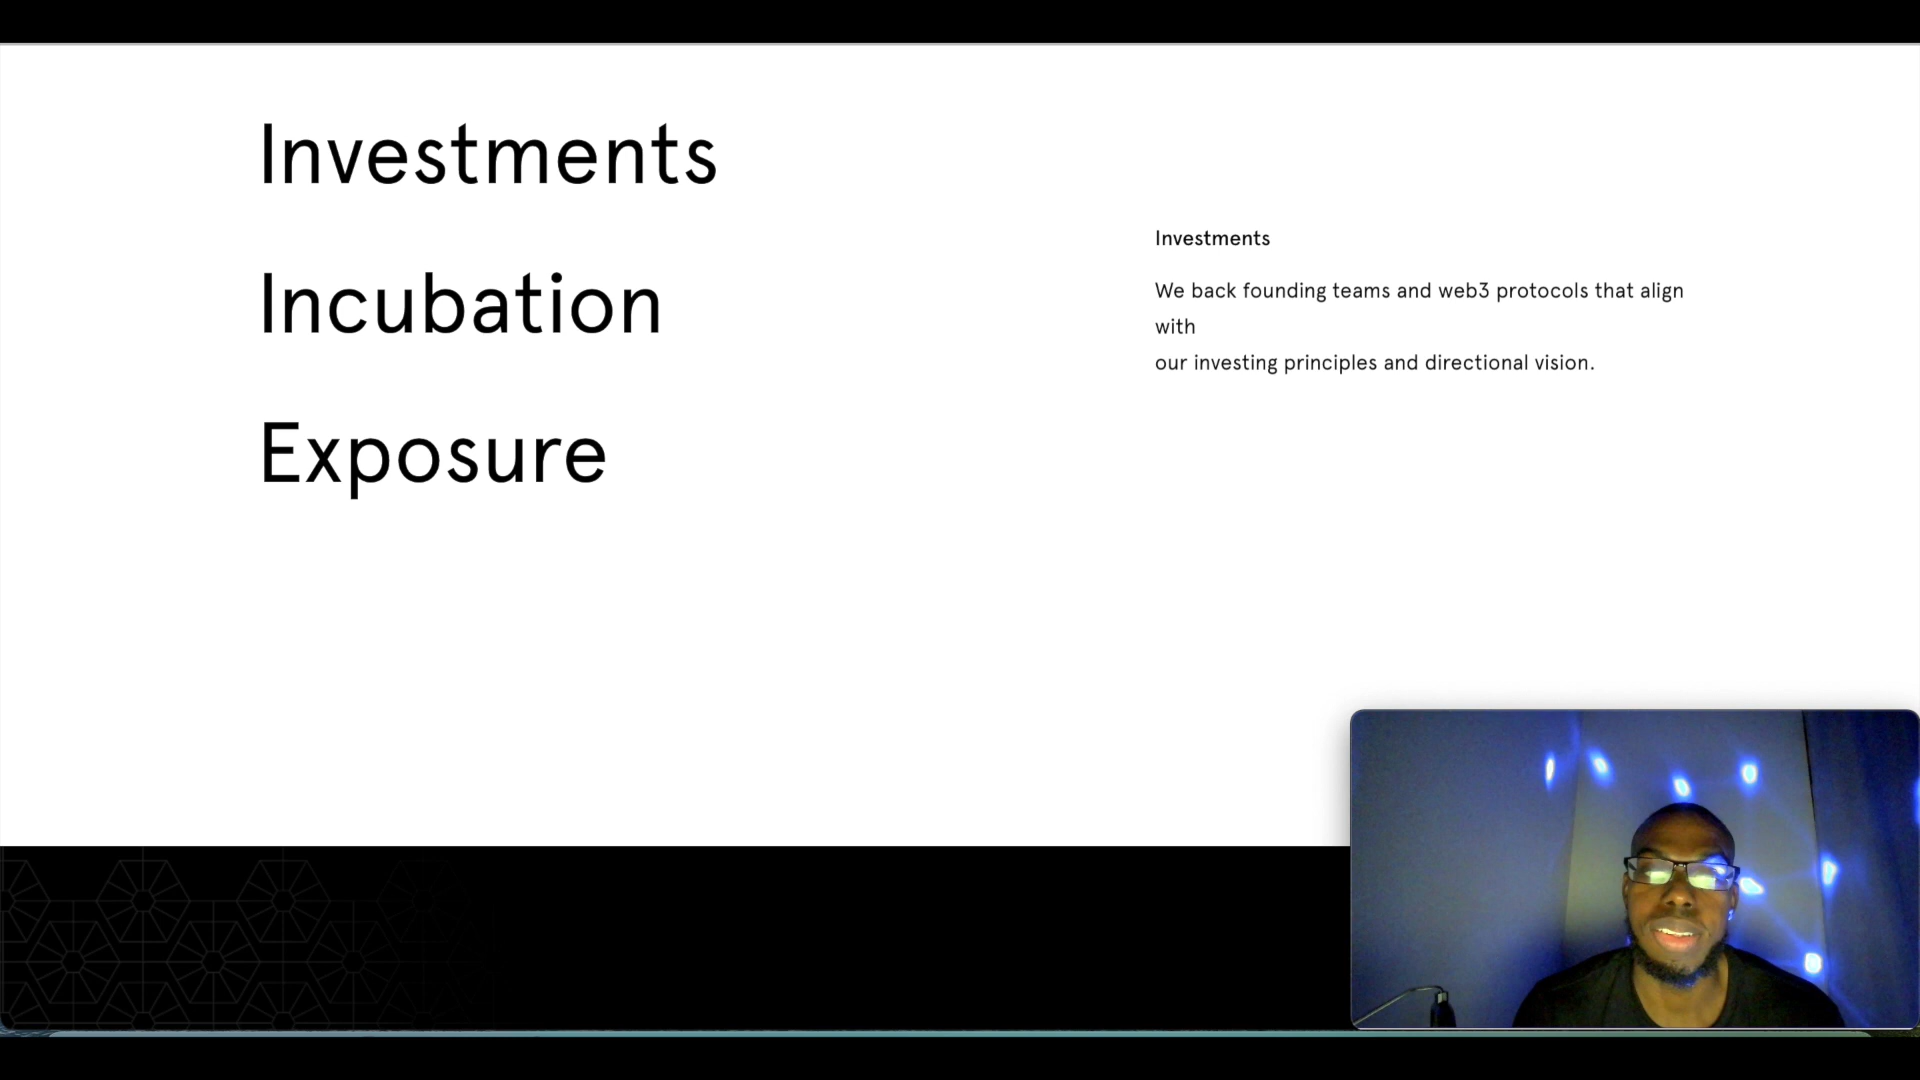 Investments
Incubation
Exposure
Investments
We back founding teams and web3 protocols that align
with
our investing principles and directional vision.